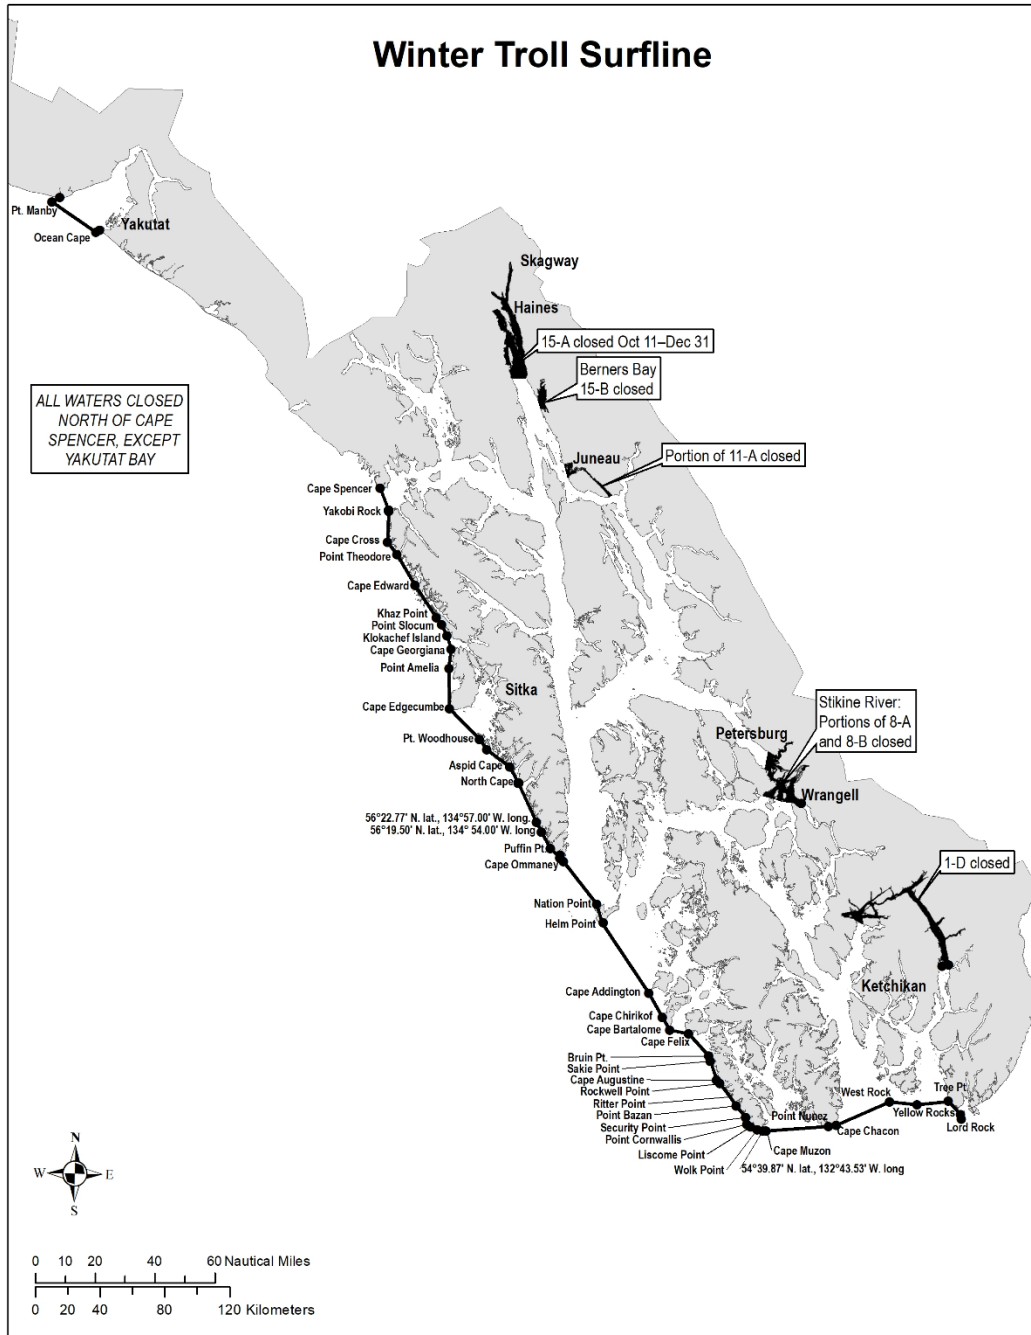 Winter Troll Surfline
Pt. Manby
Yakutat
Ocean Cape
Skagway
Haines
15-A closed Oct 11–Dec 31
Berners Bay
15-B closed
ALL WATERS CLOSED
NORTH OF CAPE
SPENCER, EXCEPT
YAKUTAT BAY
Juneau
Portion of 11-A closed
Cape Spencer
Yakobi Rock
Cape Cross
Point Theodore
Cape Edward
Khaz Point
Point Slocum
Klokachef Island
Cape Georgiana
Point Amelia
Sitka
Cape Edgecumbe
Stikine River:
Portions of 8-A
and 8-B closed
Petersburg
Pt. Woodhouse
Aspid Cape
North Cape
Wrangell
56°22.77' N. lat., 134°57.00' W. long.
56°19.50' N. lat., 134° 54.00' W. long
Puffin Pt.
Cape Ommaney
1-D closed
Nation Point
Helm Point
Ketchikan
Cape Addington
Cape Chirikof
Cape Bartalome
Cape Felix
Bruin Pt.
Sakie Point
Cape Augustine
Rockwell Point
Ritter Point
Point Bazan
Security Point
Point Cornwallis
Liscome Point
Wolk Point
West Rock
Tree Pt.
Yellow Rocks
Lord Rock
Point Nunez
Cape Chacon
Cape Muzon
54°39.87' N. lat., 132°43.53' W. long
N
W
E
S
0 10 20 40 60 Nautical Miles
0 20 40 80 120 Kilometers